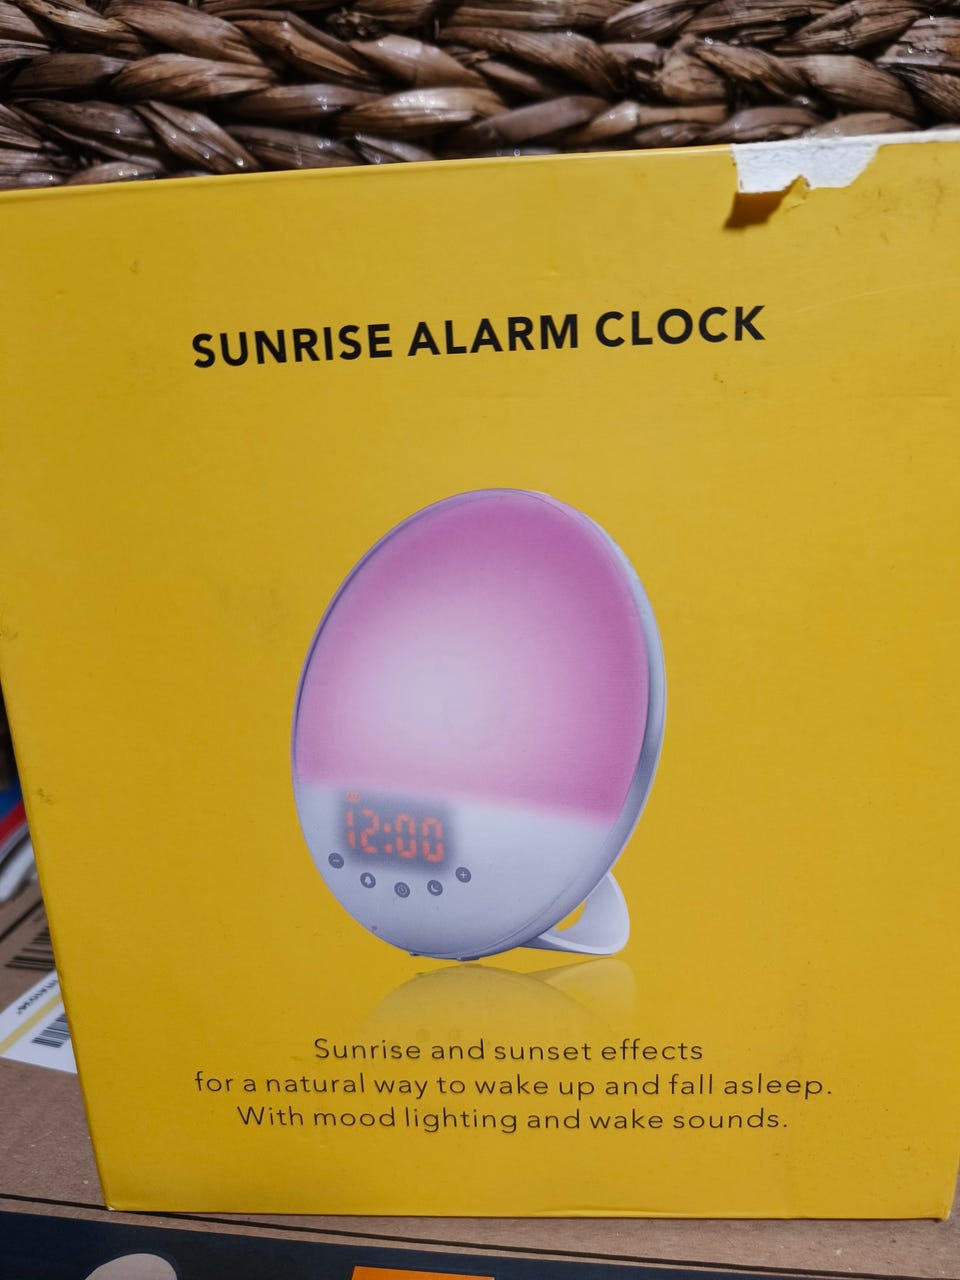 SUNRISE ALARM CLOCK
12:00
Sunrise and sunset effects
for a natural way to wake up and fall asleep.
With mood lighting and wake sounds.